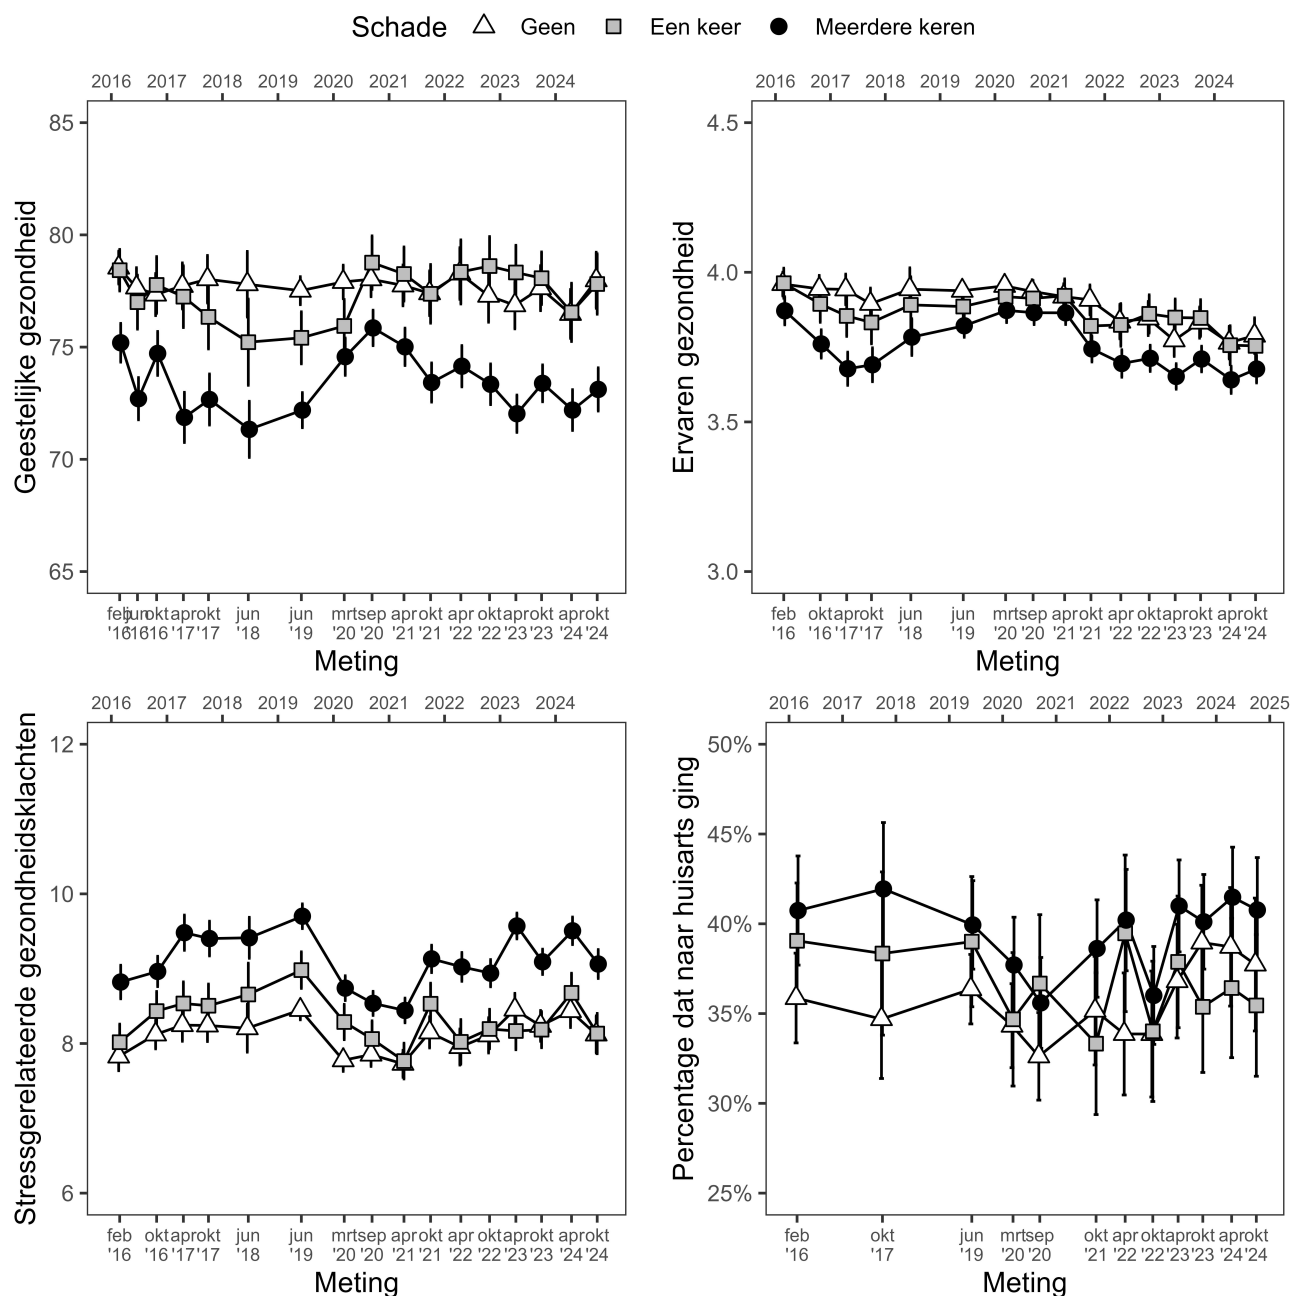 Schade Geen Een keer Meerdere keren
2016 2017 2018 2019 2020 2021 2022 2023 2024
Geestelijke gezondheid
85
80
75
70
65
feb jun okt apr okt jun jun mrt sep apr okt apr okt apr okt apr okt
'16 '16 '16 '17 '17 '18 '19 '20 '20 '21 '21 '22 '22 '23 '23 '24 '24
Meting
2016 2017 2018 2019 2020 2021 2022 2023 2024
Ervaren gezondheid
4.5
4.0
3.5
3.0
feb okt apr okt jun jun mrt sep apr okt apr okt apr okt apr okt
'16 '16 '17 '17 '18 '19 '20 '20 '21 '21 '22 '22 '23 '23 '24 '24
Meting
2016 2017 2018 2019 2020 2021 2022 2023 2024
Stressgerelateerde gezondheidsklachten
12
10
8
6
feb okt apr okt jun jun mrt sep apr okt apr okt apr okt apr okt
'16 '16 '17 '17 '18 '19 '20 '20 '21 '21 '22 '22 '23 '23 '24 '24
Meting
2016 2017 2018 2019 2020 2021 2022 2023 2024 2025
Percentage dat naar huisarts ging
50%
45%
40%
35%
30%
25%
feb okt jun mrt sep okt apr okt apr okt apr okt
'16 '17 '19 '20 '20 '21 '22 '22 '23 '23 '24 '24
Meting